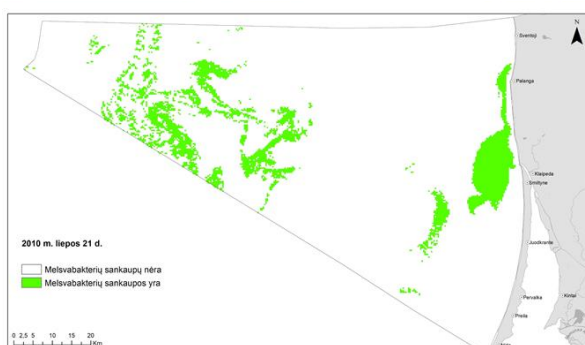 N
Šventoji
Palanga
Klaipėda
Smiltynė
Juodkrantė
2010 m. liepos 21 d.
Melsvabakterių sankaupų nėra
Melsvabakterių sankaupos yra
Pervalka
Kintai
Preila
0 2,5 5 10 15 20
Km